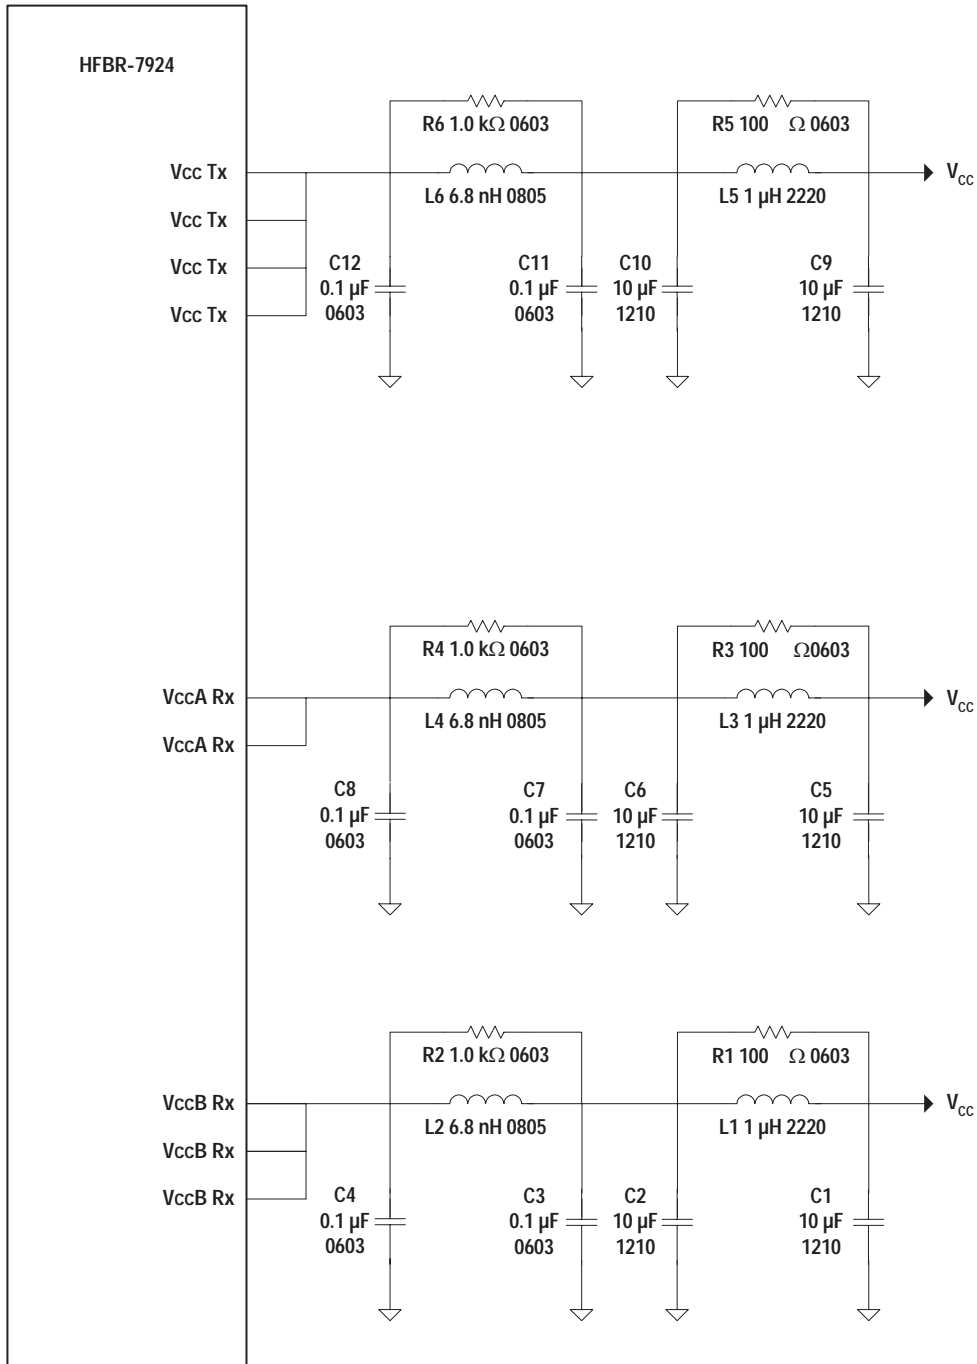 HFBR-7924
R6 1.0 kΩ 0603
R5 100 Ω 0603
Vcc Tx
L6 6.8 nH 0805
L5 1 µH 2220
VCC
Vcc Tx
Vcc Tx
Vcc Tx
C12
0.1 µF
0603
C11
0.1 µF
0603
C10
10 µF
1210
C9
10 µF
1210
R4 1.0 kΩ 0603
R3 100 Ω0603
VccA Rx
L4 6.8 nH 0805
L3 1 µH 2220
VCC
VccA Rx
C8
0.1 µF
0603
C7
0.1 µF
0603
C6
10 µF
1210
C5
10 µF
1210
R2 1.0 kΩ 0603
R1 100 Ω 0603
VccB Rx
L2 6.8 nH 0805
L1 1 µH 2220
VCC
VccB Rx
VccB Rx
C4
0.1 µF
0603
C3
0.1 µF
0603
C2
10 µF
1210
C1
10 µF
1210